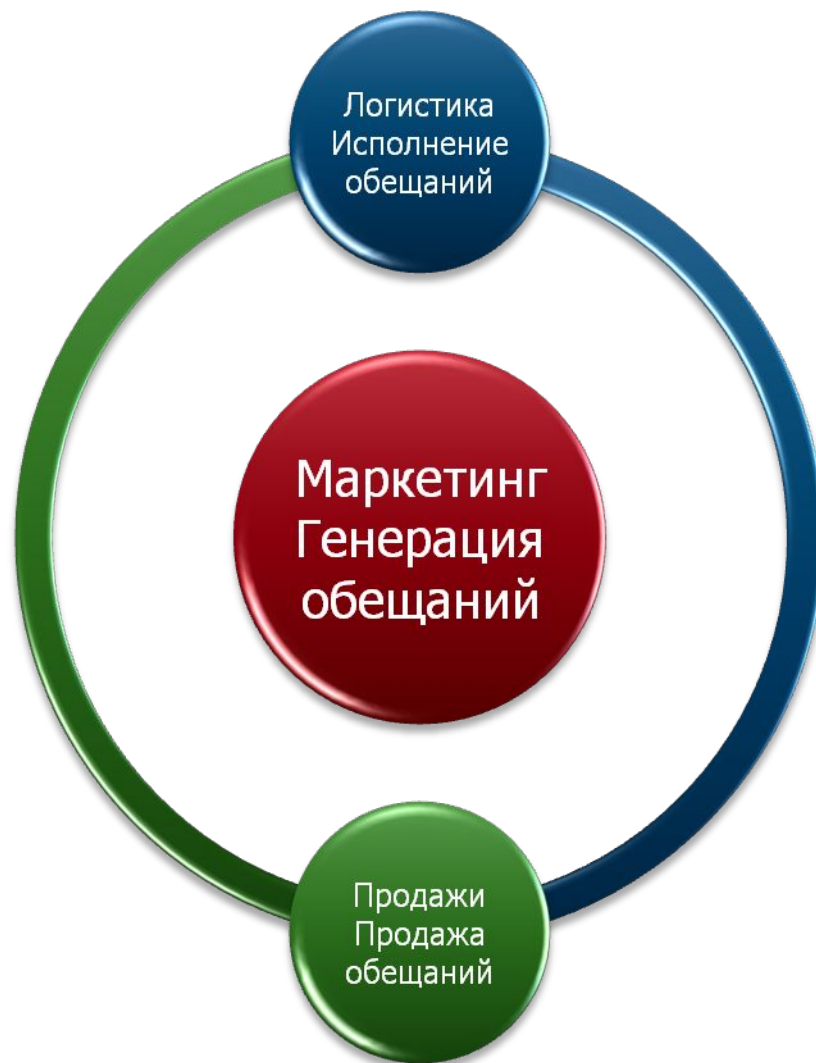 Логистика
Исполнение
обещаний
Маркетинг
Генерация
обещаний
Продажи
Продажа
обещаний